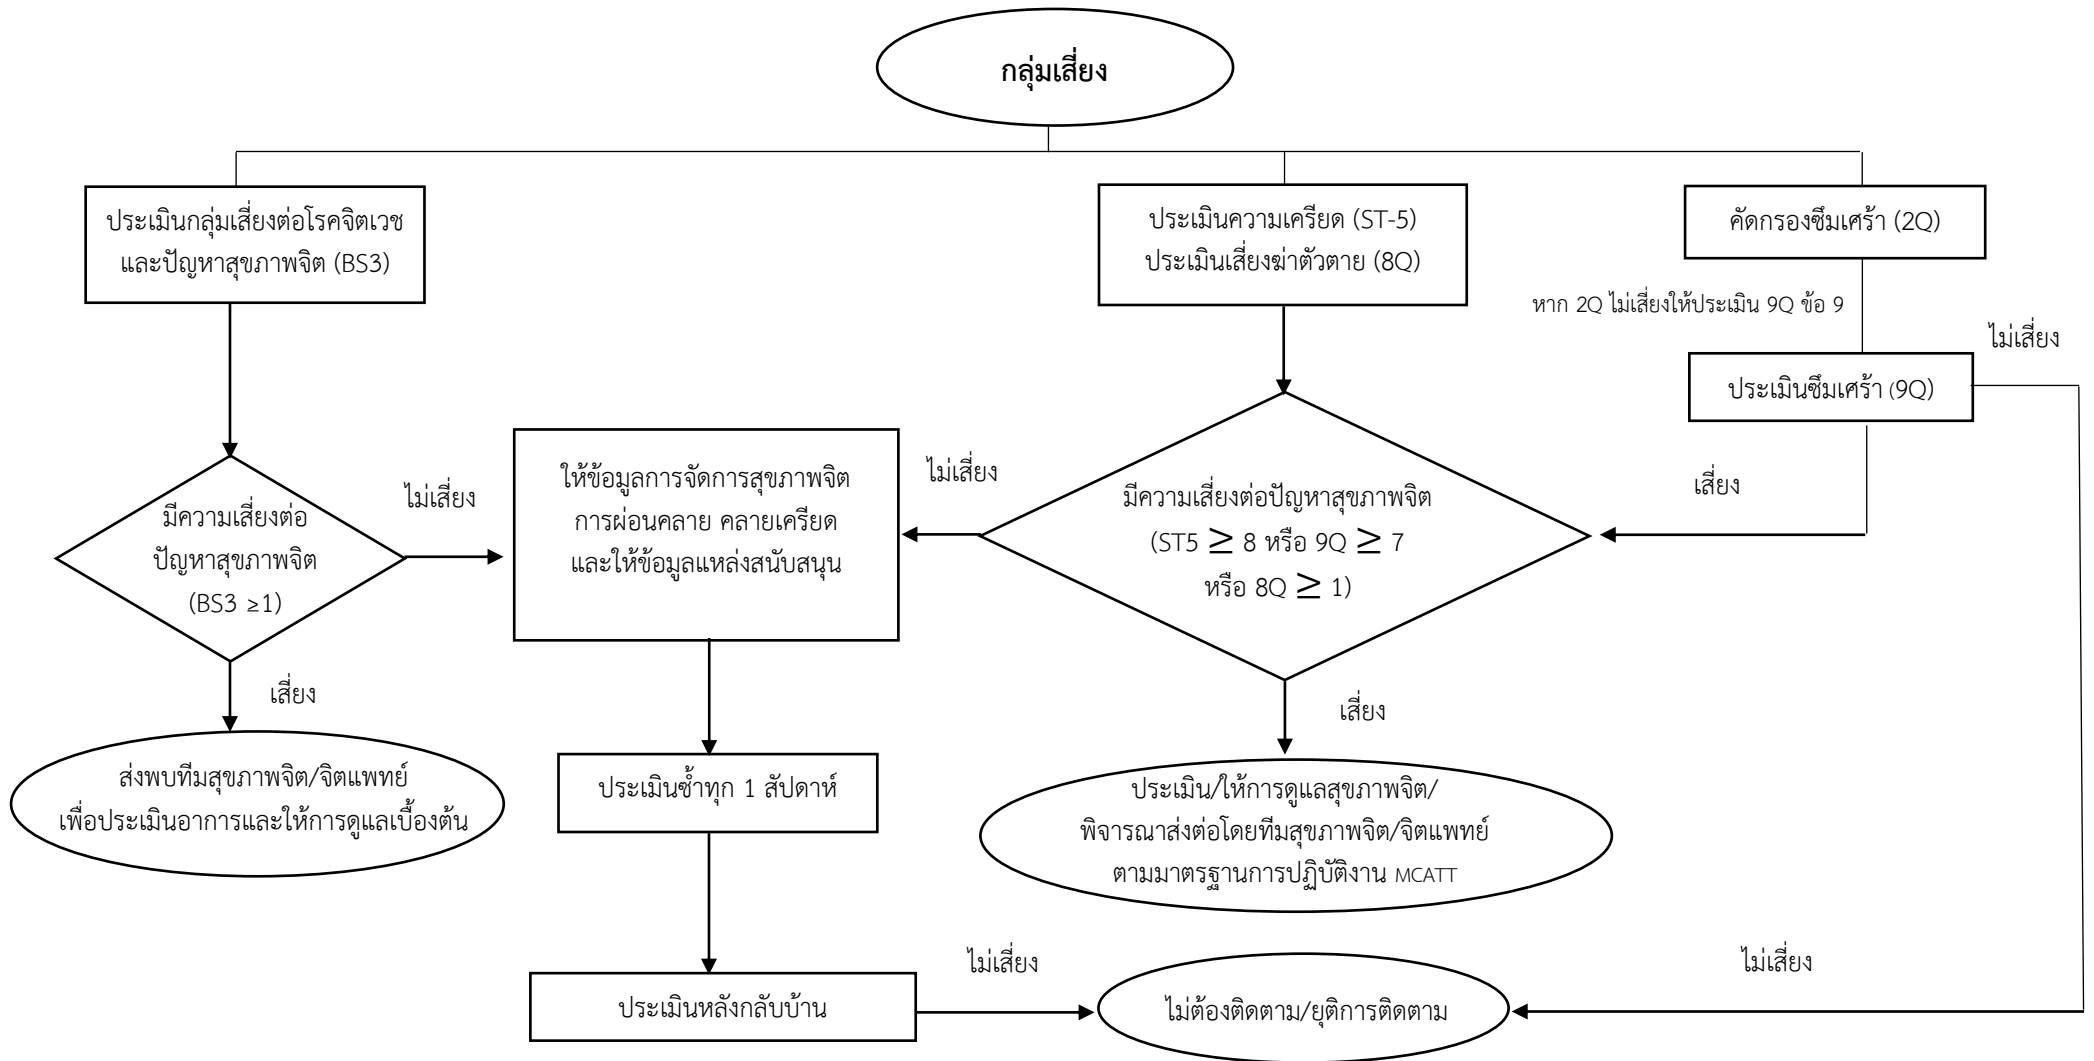 กลุ่มเสี่ยง
ประเมินกลุ่มเสี่ยงต่อโรคจิตเวช
และปัญหาสุขภาพจิต (BS3)
ประเมินความเครียด (ST-5)
ประเมินเสี่ยงฆ่าตัวตาย (8Q)
คัดกรองซึมเศร้า (2Q)
หาก 2Q ไม่เสี่ยงให้ประเมิน 9Q ข้อ 9
ไม่เสี่ยง
ประเมินซึมเศร้า (9Q)
มีความเสี่ยงต่อ
ปัญหาสุขภาพจิต
(BS3 ≥1)
ไม่เสี่ยง
ให้ข้อมูลการจัดการสุขภาพจิต
การผ่อนคลาย คลายเครียด
และให้ข้อมูลแหล่งสนับสนุน
ไม่เสี่ยง
มีความเสี่ยงต่อปัญหาสุขภาพจิต
(ST5 ≥ 8 หรือ 9Q ≥ 7
หรือ 8Q ≥ 1)
เสี่ยง
เสี่ยง
เสี่ยง
ส่งพบทีมสุขภาพจิต/จิตแพทย์
เพื่อประเมินอาการและให้การดูแลเบื้องต้น
ประเมินซ้ำทุก 1 สัปดาห์
ประเมิน/ให้การดูแลสุขภาพจิต/
พิจารณาส่งต่อโดยทีมสุขภาพจิต/จิตแพทย์
ตามมาตรฐานการปฏิบัติงาน MCATT
ประเมินหลังกลับบ้าน
ไม่เสี่ยง
ไม่ต้องติดตาม/ยุติการติดตาม
ไม่เสี่ยง